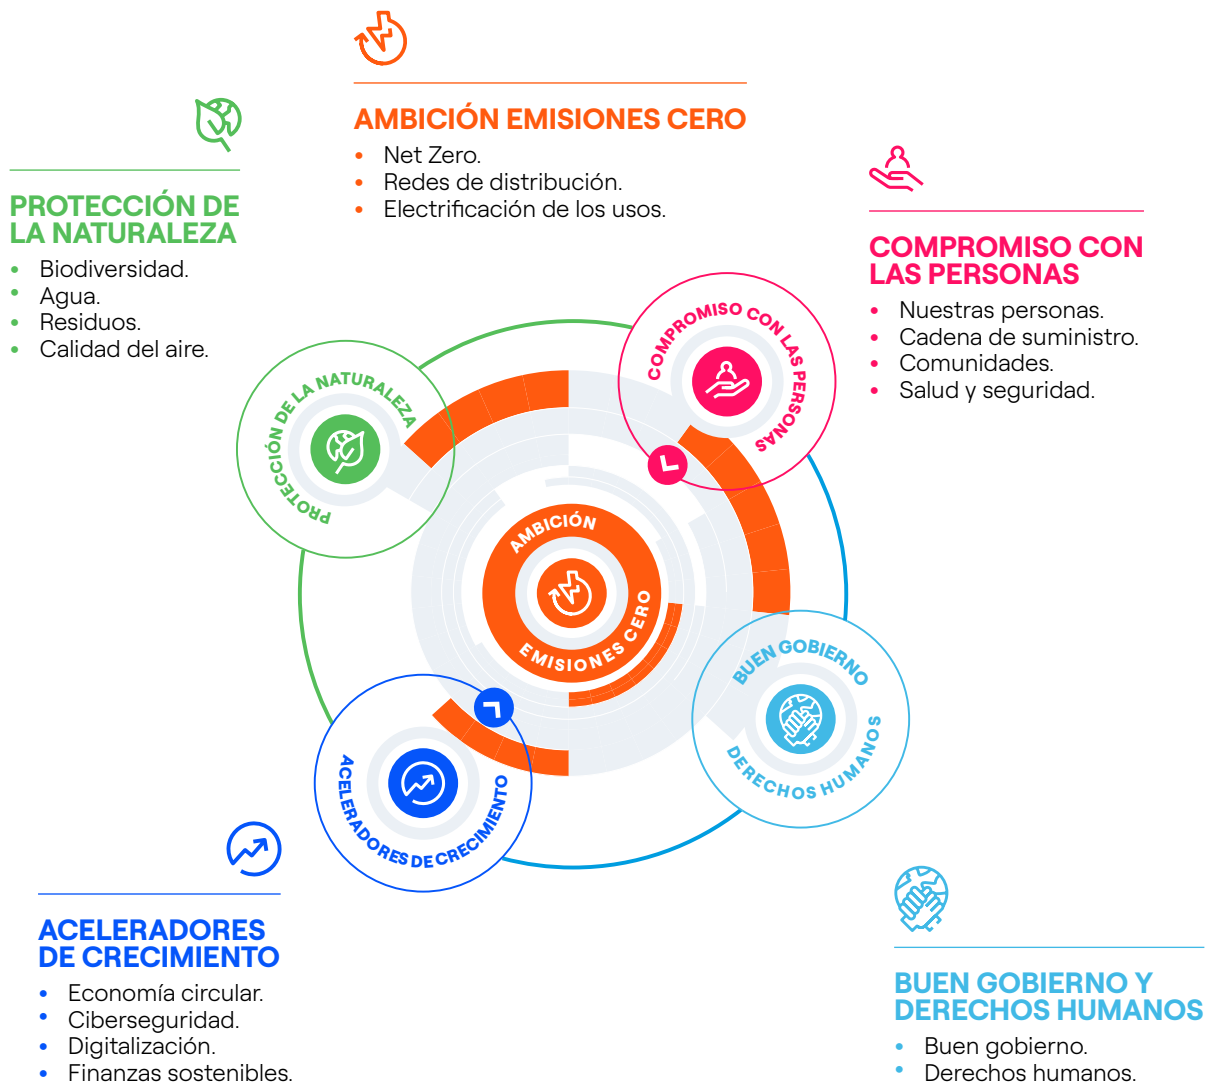 AMBICIÓN EMISIONES CERO
• Net Zero.
• Redes de distribución.
• Electrificación de los usos.
PROTECCIÓN DE
LA NATURALEZA
• Biodiversidad.
• Agua.
• Residuos.
• Calidad del aire.
COMPROMISO CON
LAS PERSONAS
• Nuestras personas.
• Cadena de suministro.
• Comunidades.
• Salud y seguridad.
COMPROMISO CON LAS PERSONAS
PROTECCIÓN DE LA NATURALEZA
AMBICIÓN
EMISIONES CERO
BUEN GOBIERNO
DERECHOS HUMANOS
ACELERADORES DE CRECIMIENTO
ACELERADORES
DE CRECIMIENTO
• Economía circular.
• Ciberseguridad.
• Digitalización.
• Finanzas sostenibles.
BUEN GOBIERNO Y
DERECHOS HUMANOS
• Buen gobierno.
• Derechos humanos.